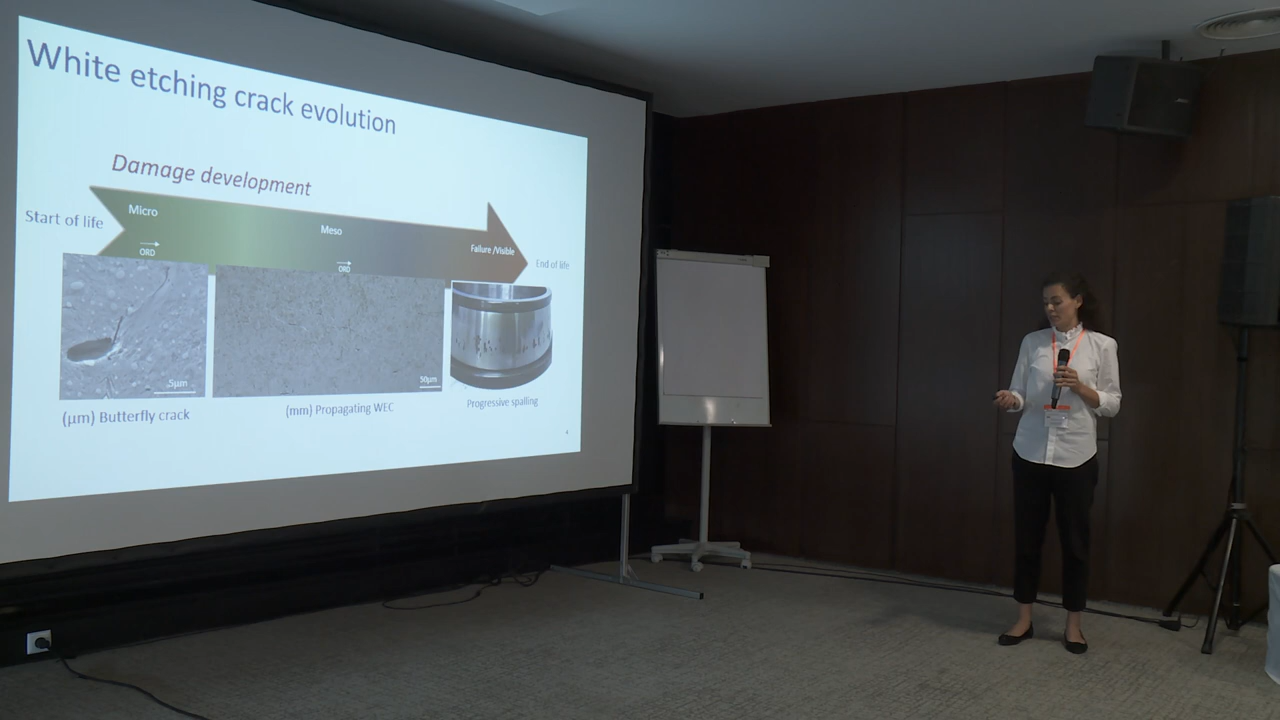 White etching crack evolution
Damage development
Start of life
Micro
Meso
Failure /Visible
End of life
ORD
ORD
5µm
50µm
(µm) Butterfly crack
(mm) Propagating WEC
Progressive spalling